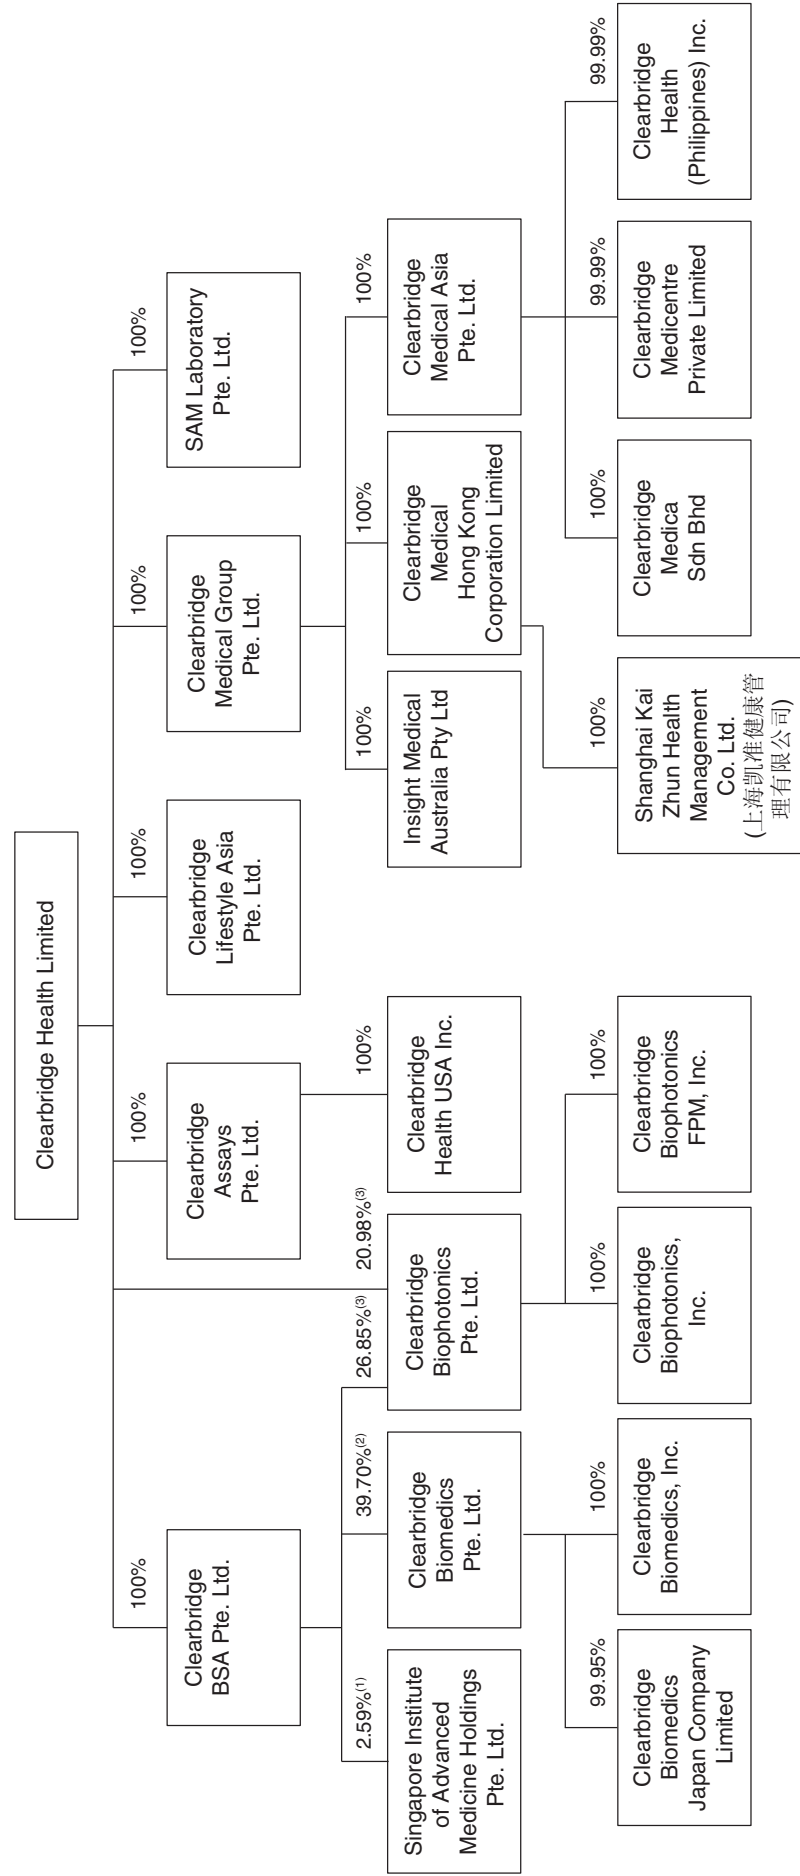 Clearbridge Health Limited
100%
100%
100%
100%
100%
Clearbridge
BSA Pte. Ltd.
Clearbridge
Assays
Pte. Ltd.
Clearbridge
Lifestyle Asia
Pte. Ltd.
Clearbridge
Medical Group
Pte. Ltd.
SAM Laboratory
Pte. Ltd.
2.59%(1)
39.70%(2)
26.85%(3)
20.98%(3)
100%
100%
100%
100%
Singapore Institute
of Advanced
Medicine Holdings
Pte. Ltd.
Clearbridge
Biomedics
Pte. Ltd.
Clearbridge
Biophotonics
Pte. Ltd.
Clearbridge
Health USA Inc.
Insight Medical
Australia Pty Ltd
Clearbridge
Medical
Hong Kong
Corporation Limited
Clearbridge
Medical Asia
Pte. Ltd.
99.95%
100%
100%
100%
100%
100%
99.99%
99.99%
Clearbridge
Biomedics
Japan Company
Limited
Clearbridge
Biomedics, Inc.
Clearbridge
Biophotonics,
Inc.
Clearbridge
Biophotonics
FPM, Inc.
Shanghai Kai
Zhun Health
Management
Co. Ltd.
(上海凯准健康管
理有限公司)
Clearbridge
Medica
Sdn Bhd
Clearbridge
Medicentre
Private Limited
Clearbridge
Health
(Philippines) Inc.